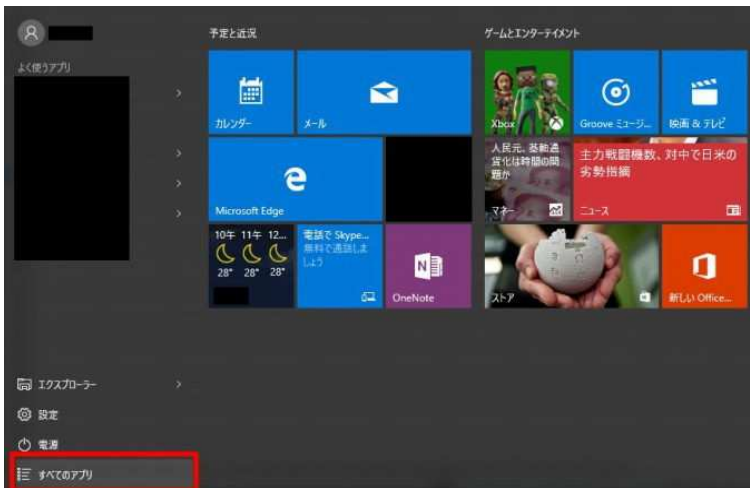 予定と近況
ゲームとエンターテイメント
よく使うアプリ
カレンダー
メール
Xbox
Groove ミュージ...
映画 & テレビ
Microsoft Edge
人民元、基軸通
貨化は時間の問
題か
マネー
主力戦闘機数、対中で日米の
劣勢指摘
ニュース
10午 11午 12...
28° 28° 28°
電話で Skype...
無料で通話しま
しょう
OneNote
ストア
新しい Office...
エクスプローラー
設定
電源
すべてのアプリ